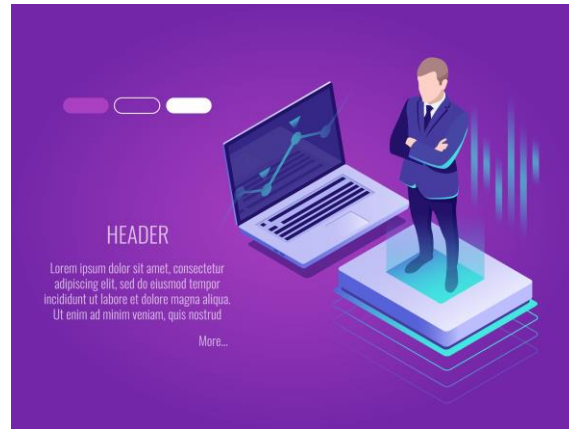 HEADER
Lorem ipsum dolor sit amet, consectetur
adipiscing elit, sed do eiusmod tempor
incididunt ut labore et dolore magna aliqua.
Ut enim ad minim veniam, quis nostrud
More...